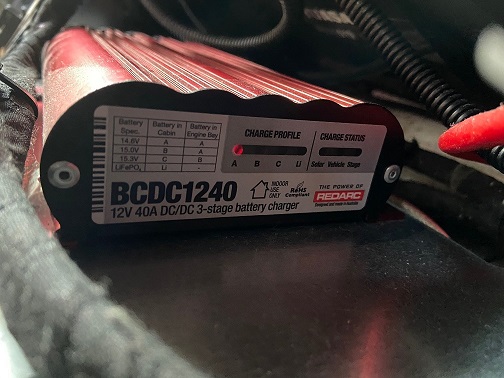 Battery Spec. Battery in Cabin Battery in Engine Bay
14.6V A A
15.0V B A
15.3V C B
LiFePO₄ Li -
CHARGE PROFILE
A B C Li
CHARGE STATUS
Solar Vehicle Stage
BCDC1240
12V 40A DC/DC 3-stage battery charger
INDOOR USE ONLY
RoHS Compliant
THE POWER OF
REDARC